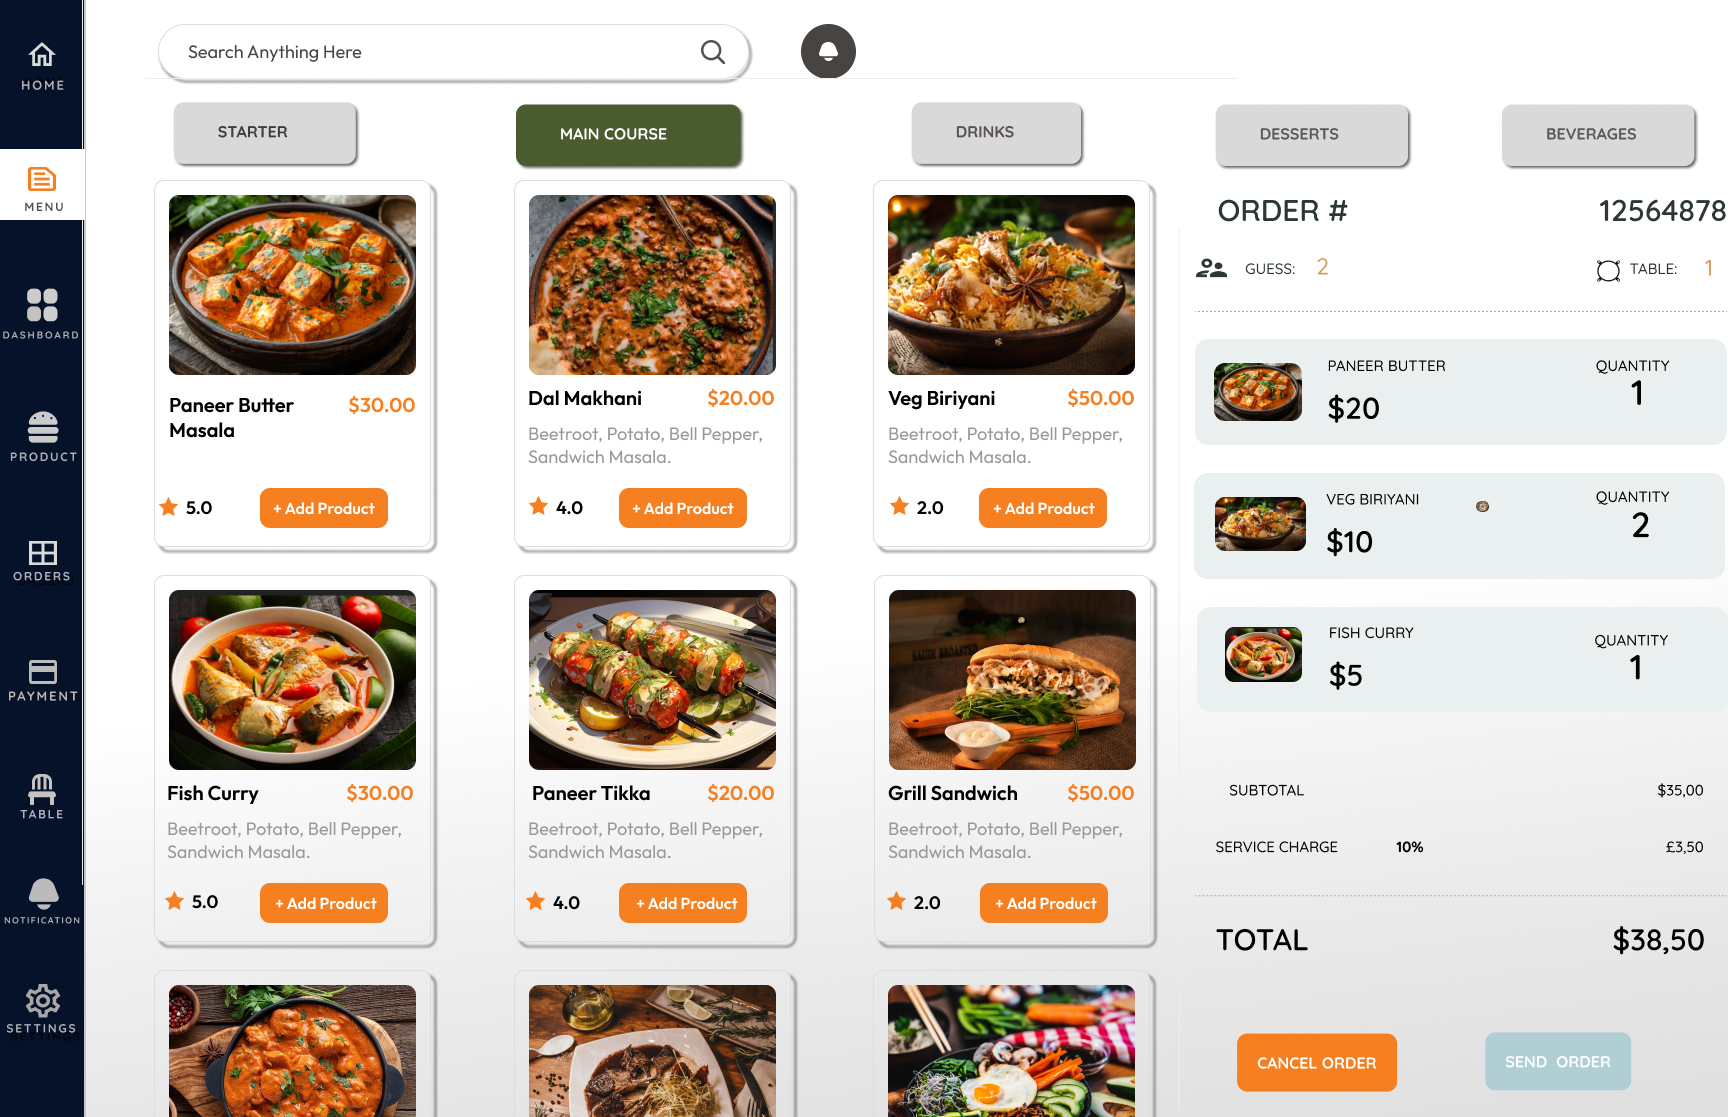 HOME
MENU
DASHBOARD
PRODUCT
ORDERS
PAYMENT
TABLE
NOTIFICATION
SETTINGS
SETTINGS
Search Anything Here
STARTER
MAIN COURSE
DRINKS
DESSERTS
BEVERAGES
Paneer Butter
Masala
$30.00
5.0
+ Add Product
Dal Makhani
$20.00
Beetroot, Potato, Bell Pepper,
Sandwich Masala.
4.0
+ Add Product
Veg Biriyani
$50.00
Beetroot, Potato, Bell Pepper,
Sandwich Masala.
2.0
+ Add Product
Fish Curry
$30.00
Beetroot, Potato, Bell Pepper,
Sandwich Masala.
5.0
+ Add Product
Paneer Tikka
$20.00
Beetroot, Potato, Bell Pepper,
Sandwich Masala.
4.0
+ Add Product
Grill Sandwich
$50.00
Beetroot, Potato, Bell Pepper,
Sandwich Masala.
2.0
+ Add Product
ORDER # 12564878
GUESS: 2
TABLE: 1
PANEER BUTTER
$20
QUANTITY
1
VEG BIRIYANI
$10
QUANTITY
2
FISH CURRY
$5
QUANTITY
1
SUBTOTAL $35,00
SERVICE CHARGE 10% £3,50
TOTAL $38,50
CANCEL ORDER
SEND ORDER